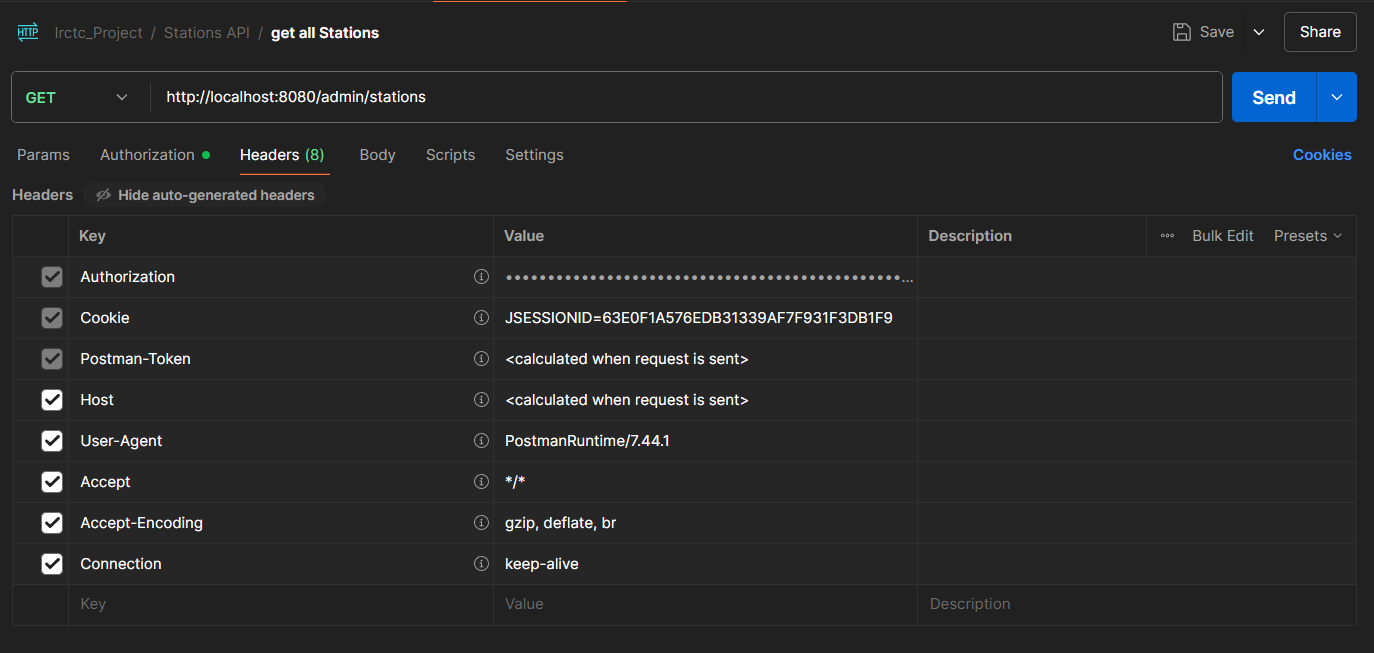 HTTP Irctc_Project / Stations API / get all Stations Save Share
GET http://localhost:8080/admin/stations Send
Params Authorization Headers (8) Body Scripts Settings Cookies
Headers Hide auto-generated headers
Key Value Description Bulk Edit Presets
Authorization ••••••••••••••••••••••••••••••••••••••••••••••••...
Cookie JSESSIONID=63E0F1A576EDB31339AF7F931F3DB1F9
Postman-Token <calculated when request is sent>
Host <calculated when request is sent>
User-Agent PostmanRuntime/7.44.1
Accept */*
Accept-Encoding gzip, deflate, br
Connection keep-alive
Key Value Description